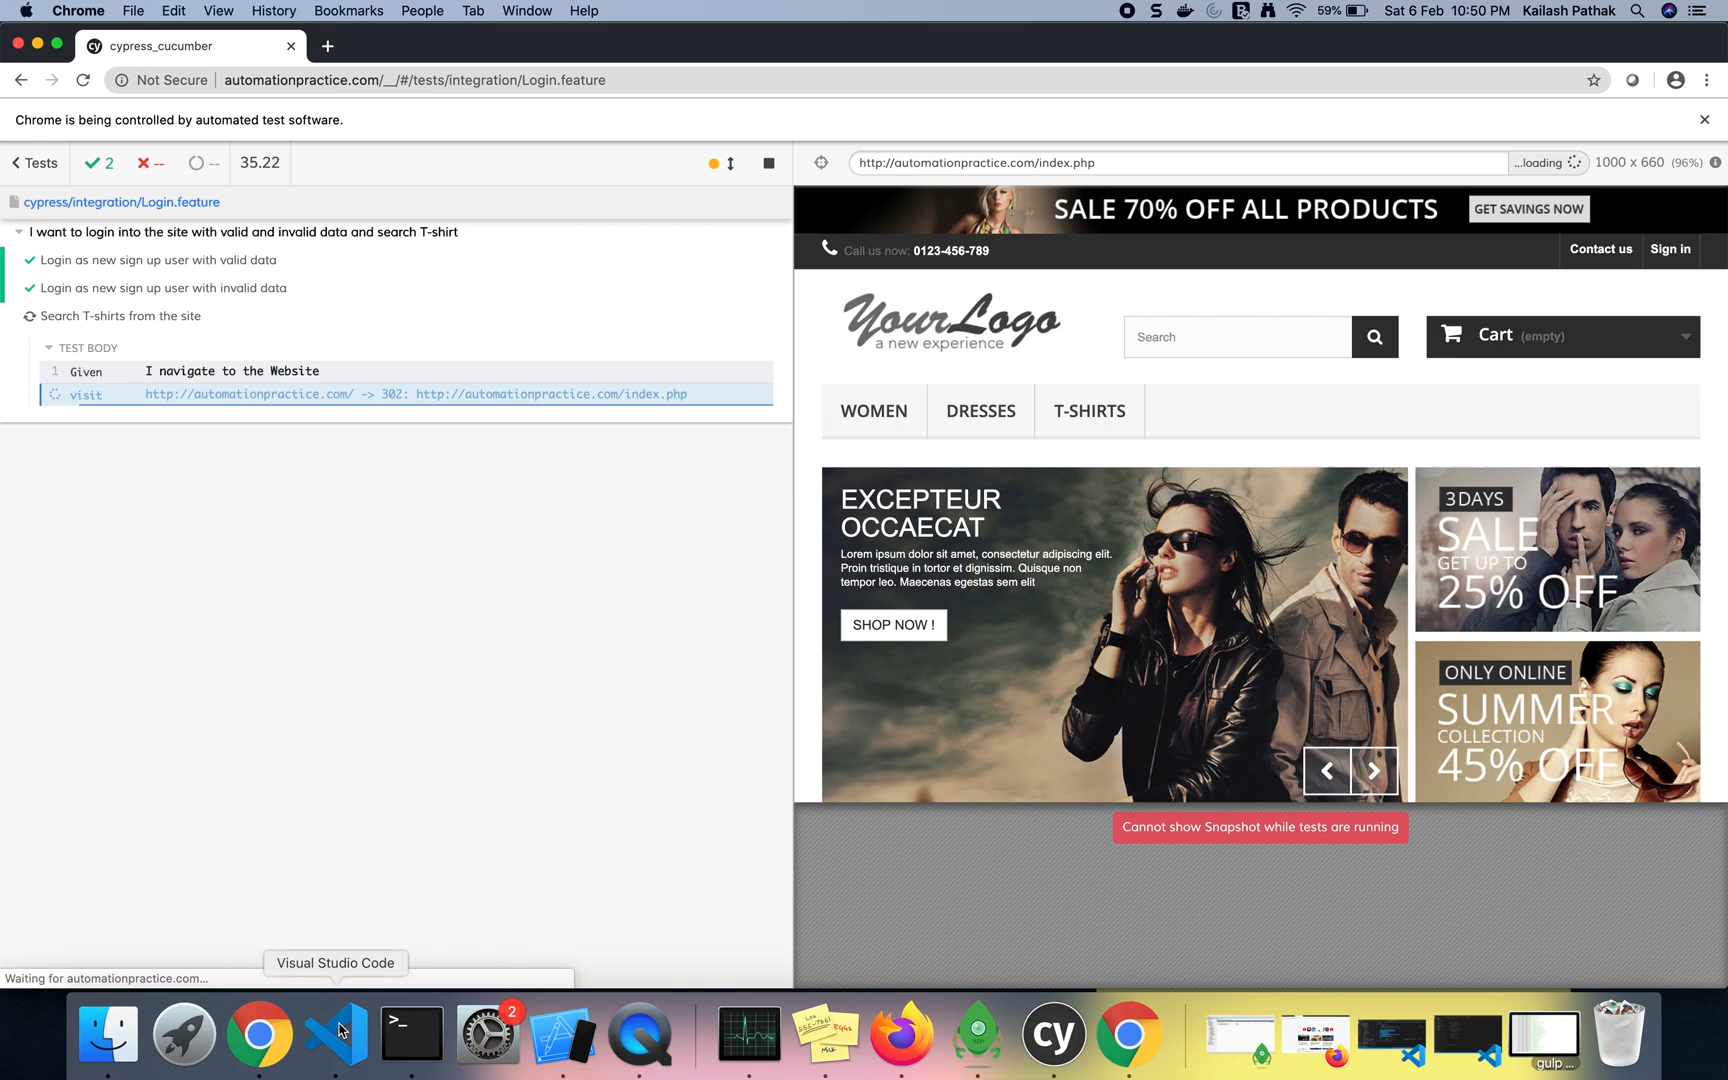 Chrome File Edit View History Bookmarks People Tab Window Help
59% Sat 6 Feb 10:50 PM Kailash Pathak
cy cypress_cucumber
Not Secure automationpractice.com/__/#/tests/integration/Login.feature
Chrome is being controlled by automated test software.
Tests 2 -- -- 35.22
http://automationpractice.com/index.php ...loading 1000 x 660 (96%)
cypress/integration/Login.feature
I want to login into the site with valid and invalid data and search T-shirt
Login as new sign up user with valid data
Login as new sign up user with invalid data
Search T-shirts from the site
TEST BODY
1 Given I navigate to the Website
visit http://automationpractice.com/ -> 302: http://automationpractice.com/index.php
SALE 70% OFF ALL PRODUCTS GET SAVINGS NOW
Call us now: 0123-456-789 Contact us Sign in
YourLogo
a new experience
Search
Cart (empty)
WOMEN DRESSES T-SHIRTS
EXCEPTEUR
OCCAECAT
Lorem ipsum dolor sit amet, consectetur adipiscing elit.
Proin tristique in tortor et dignissim. Quisque non
tempor leo. Maecenas egestas sem elit
SHOP NOW !
3 DAYS
SALE
GET UP TO
25% OFF
ONLY ONLINE
SUMMER
COLLECTION
45% OFF
Cannot show Snapshot while tests are running
Visual Studio Code
Waiting for automationpractice.com...
>_
2
EGGS
MILK
cy
gulp ...